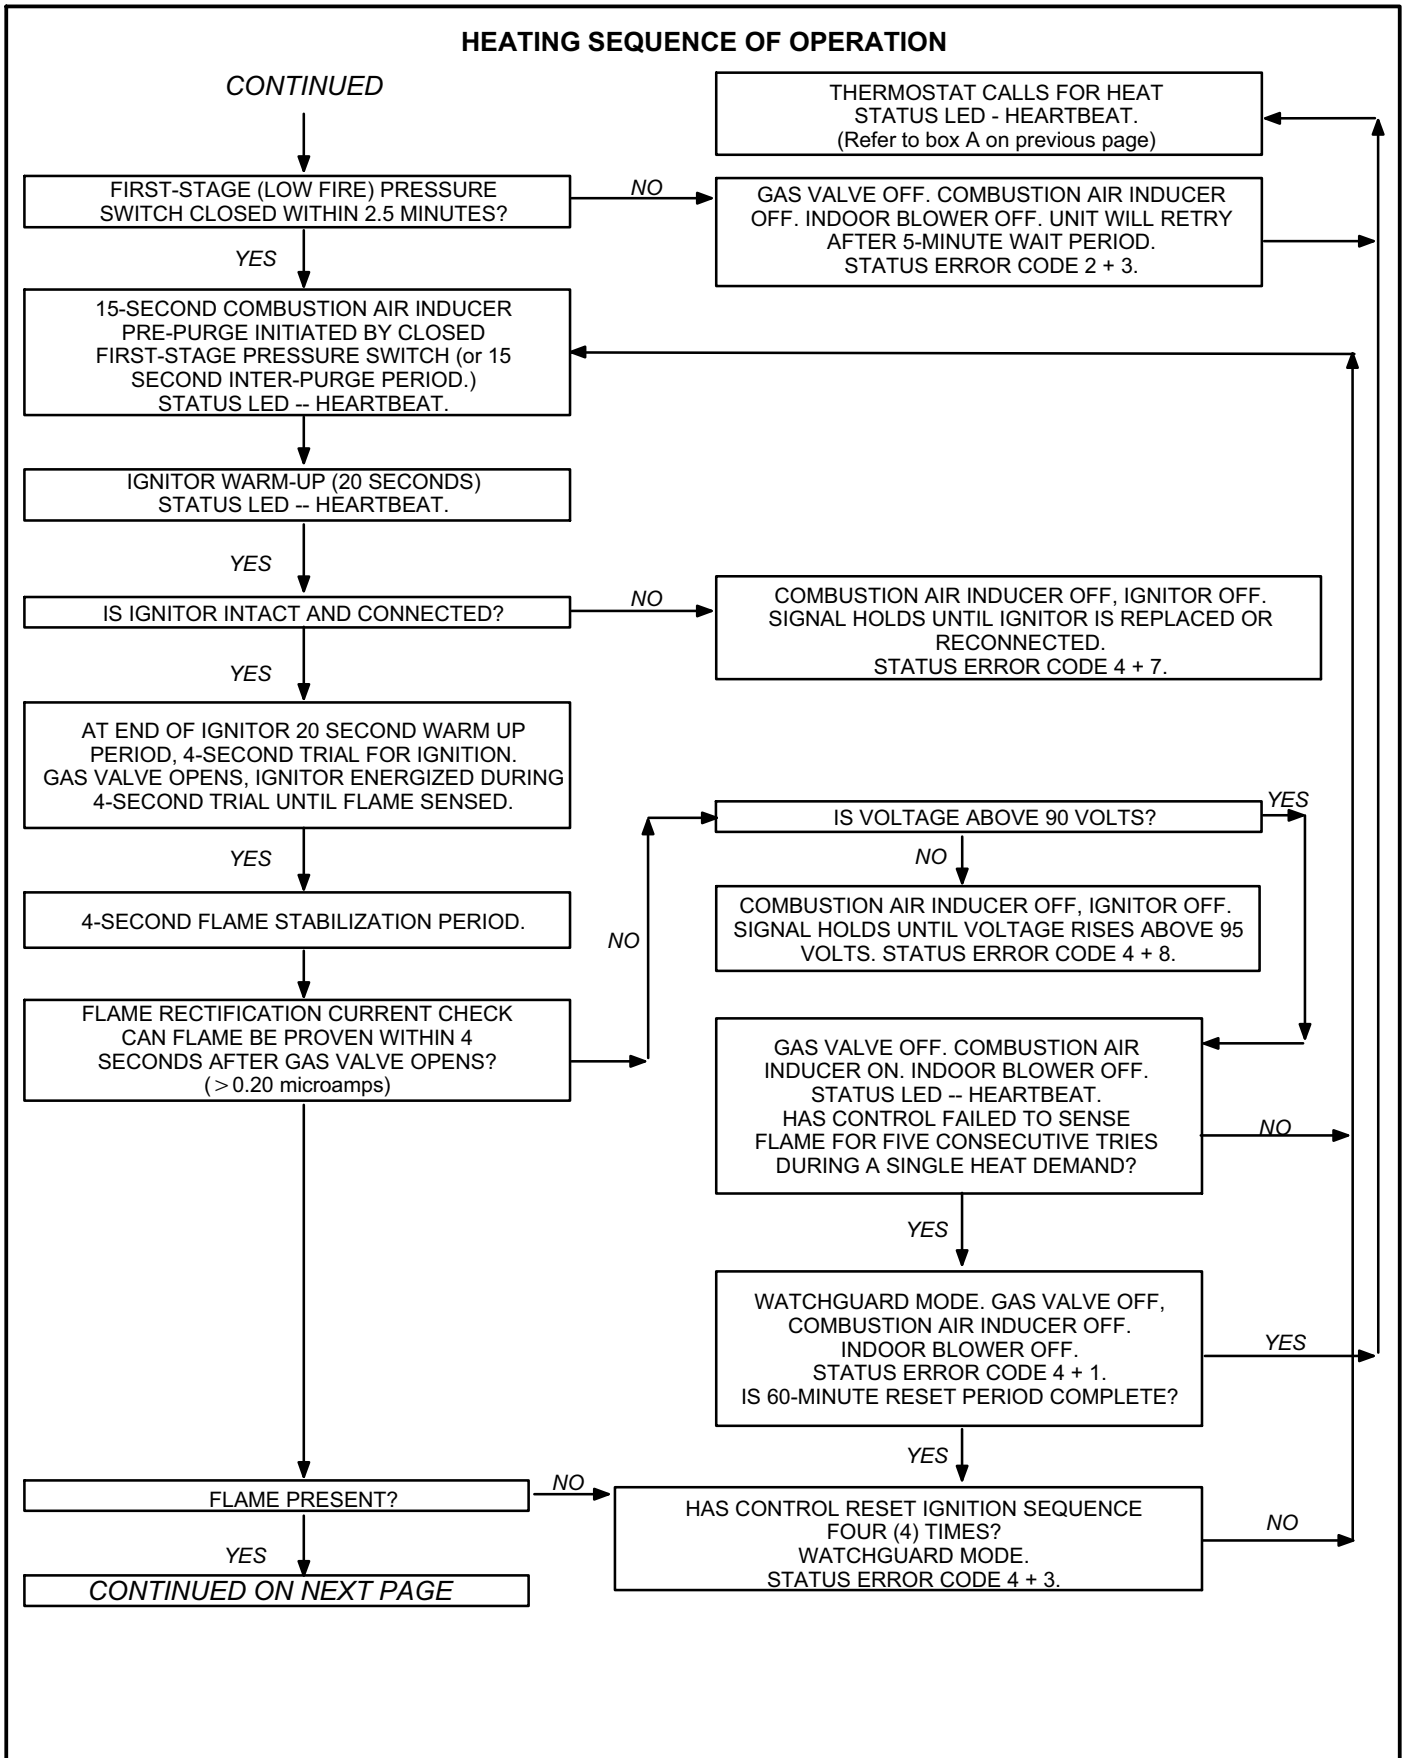 HEATING SEQUENCE OF OPERATION
CONTINUED
THERMOSTAT CALLS FOR HEAT
STATUS LED - HEARTBEAT.
(Refer to box A on previous page)
FIRST-STAGE (LOW FIRE) PRESSURE
SWITCH CLOSED WITHIN 2.5 MINUTES?
NO
GAS VALVE OFF. COMBUSTION AIR INDUCER
OFF. INDOOR BLOWER OFF. UNIT WILL RETRY
AFTER 5-MINUTE WAIT PERIOD.
STATUS ERROR CODE 2 + 3.
YES
15-SECOND COMBUSTION AIR INDUCER
PRE-PURGE INITIATED BY CLOSED
FIRST-STAGE PRESSURE SWITCH (or 15
SECOND INTER-PURGE PERIOD.)
STATUS LED -- HEARTBEAT.
IGNITOR WARM-UP (20 SECONDS)
STATUS LED -- HEARTBEAT.
YES
IS IGNITOR INTACT AND CONNECTED?
NO
COMBUSTION AIR INDUCER OFF, IGNITOR OFF.
SIGNAL HOLDS UNTIL IGNITOR IS REPLACED OR
RECONNECTED.
STATUS ERROR CODE 4 + 7.
YES
AT END OF IGNITOR 20 SECOND WARM UP
PERIOD, 4-SECOND TRIAL FOR IGNITION.
GAS VALVE OPENS, IGNITOR ENERGIZED DURING
4-SECOND TRIAL UNTIL FLAME SENSED.
YES
4-SECOND FLAME STABILIZATION PERIOD.
FLAME RECTIFICATION CURRENT CHECK
CAN FLAME BE PROVEN WITHIN 4
SECONDS AFTER GAS VALVE OPENS?
(>0.20 microamps)
NO
IS VOLTAGE ABOVE 90 VOLTS?
YES
NO
COMBUSTION AIR INDUCER OFF, IGNITOR OFF.
SIGNAL HOLDS UNTIL VOLTAGE RISES ABOVE 95
VOLTS. STATUS ERROR CODE 4 + 8.
GAS VALVE OFF. COMBUSTION AIR
INDUCER ON. INDOOR BLOWER OFF.
STATUS LED -- HEARTBEAT.
HAS CONTROL FAILED TO SENSE
FLAME FOR FIVE CONSECUTIVE TRIES
DURING A SINGLE HEAT DEMAND?
NO
YES
WATCHGUARD MODE. GAS VALVE OFF,
COMBUSTION AIR INDUCER OFF.
INDOOR BLOWER OFF.
STATUS ERROR CODE 4 + 1.
IS 60-MINUTE RESET PERIOD COMPLETE?
YES
YES
FLAME PRESENT?
NO
HAS CONTROL RESET IGNITION SEQUENCE
FOUR (4) TIMES?
WATCHGUARD MODE.
STATUS ERROR CODE 4 + 3.
NO
YES
CONTINUED ON NEXT PAGE